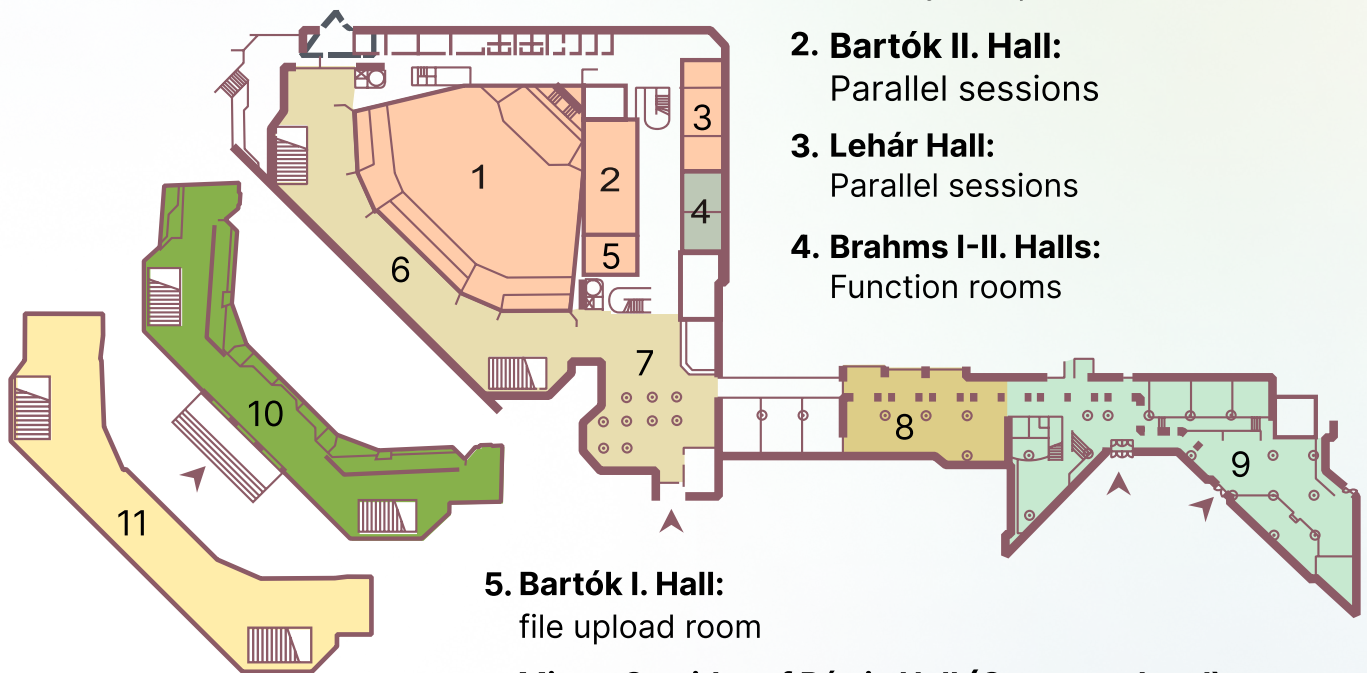 2. Bartók II. Hall:
Parallel sessions
3. Lehár Hall:
Parallel sessions
4. Brahms I-II. Halls:
Function rooms
1
2
3
4
5
6
7
8
9
10
11
5. Bartók I. Hall:
file upload room